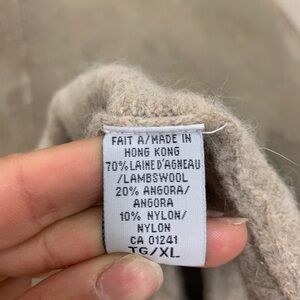 FAIT A/MADE IN
HONG KONG
70% LAINE D'AGNEAU
/LAMBSWOOL
20% ANGORA/
ANGORA
10% NYLON/
NYLON
CA 01241
TG/XL